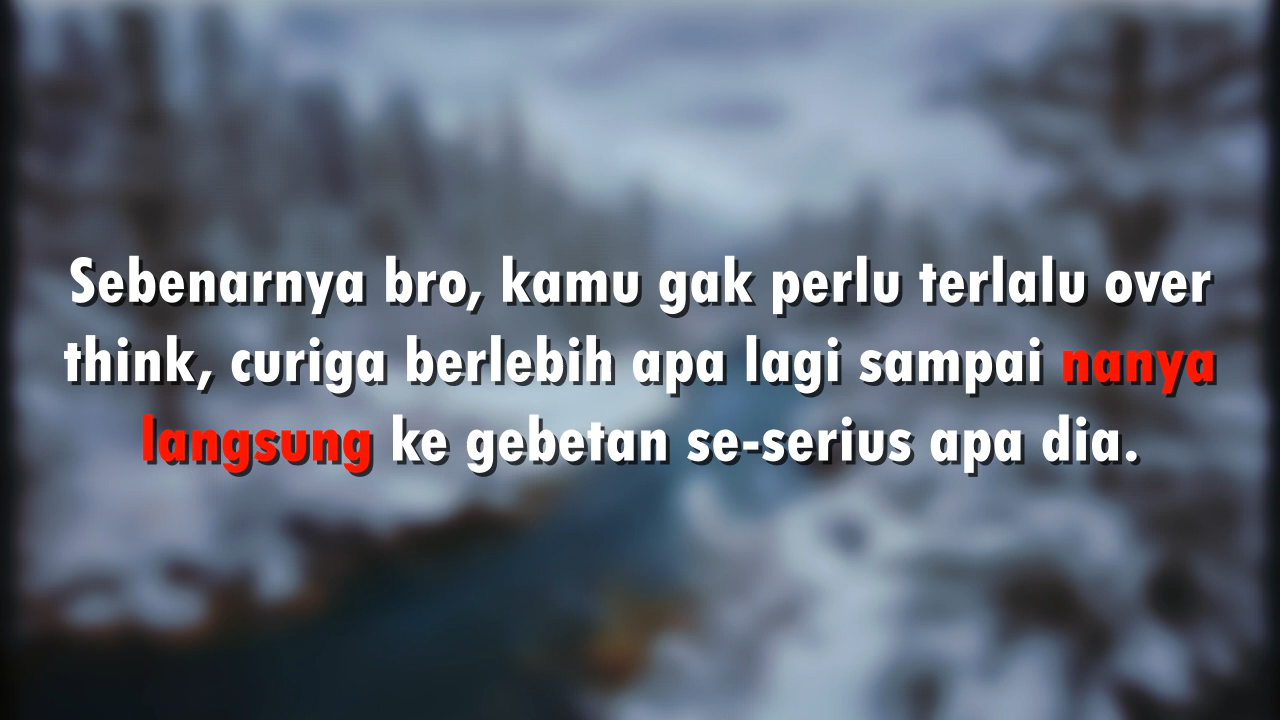 Sebenarnya bro, kamu gak perlu terlalu over
think, curiga berlebih apa lagi sampai nanya
langsung ke gebetan se-serius apa dia.